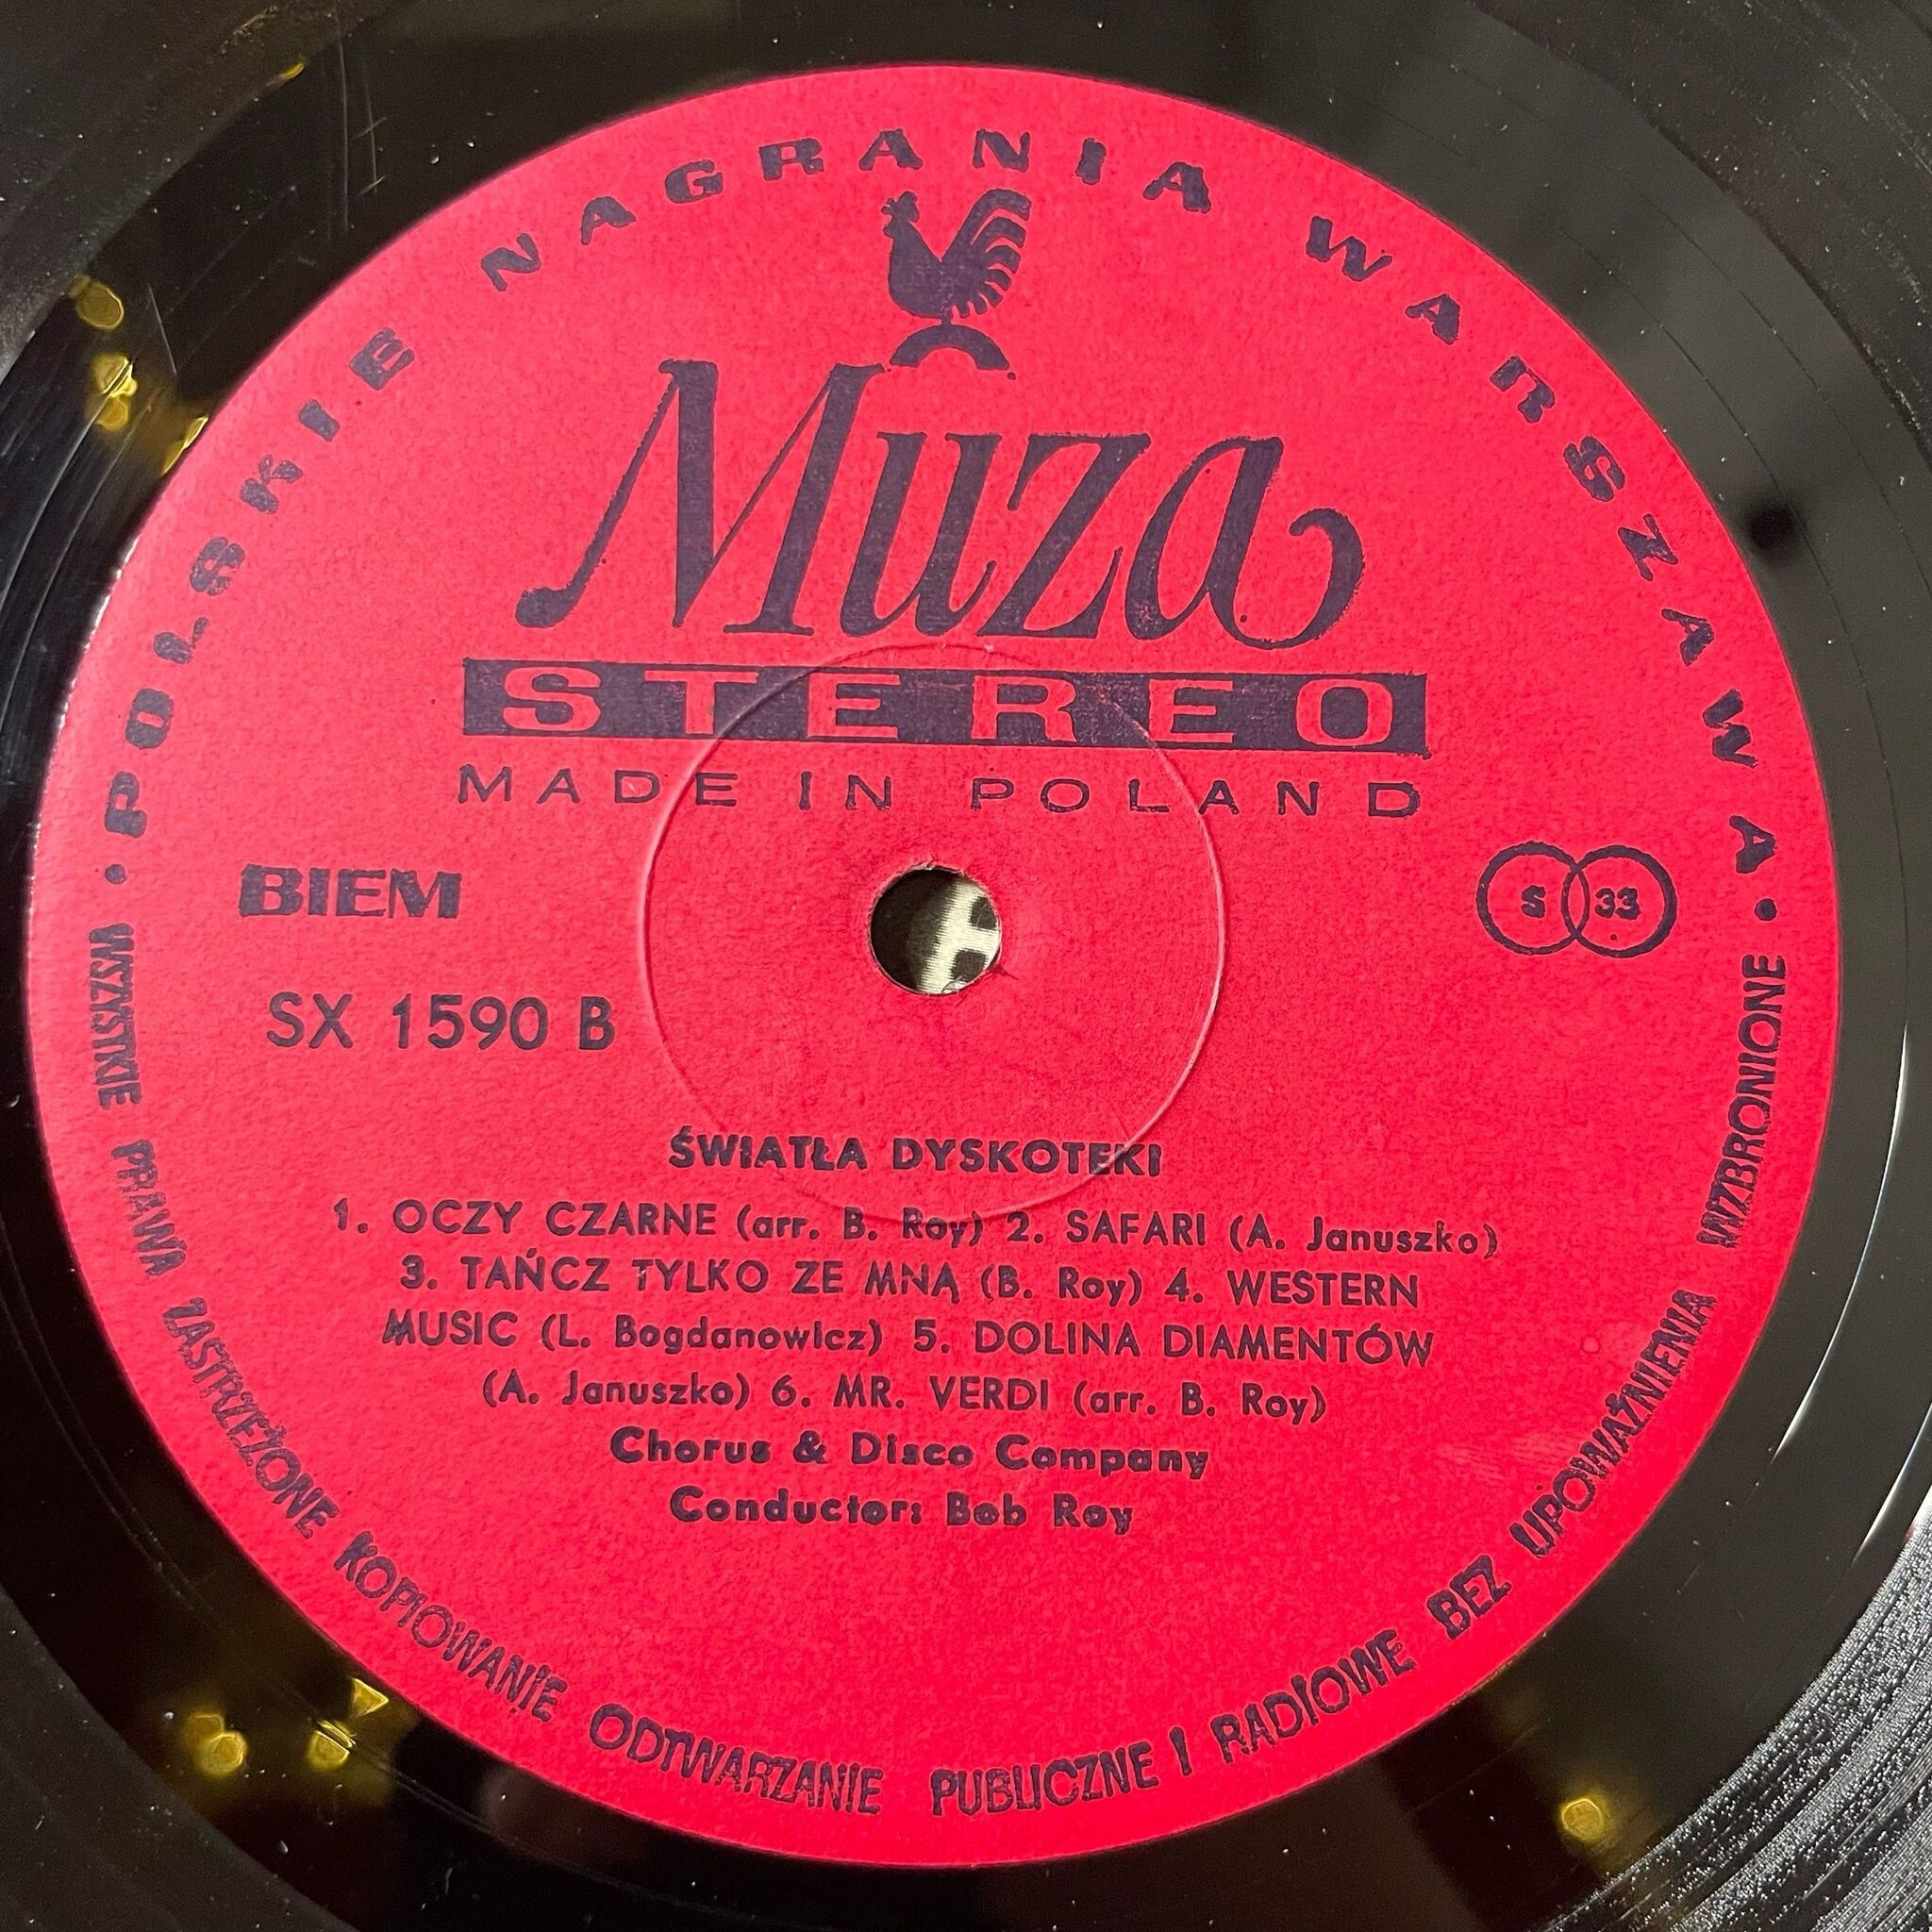 POLSKIE NAGRANIA WARSZAWA
Muza
STEREO
MADE IN POLAND
BIEM
S 33
SX 1590 B
ŚWIATŁA DYSKOTEKI
1. OCZY CZARNE (arr. B. Roy) 2. SAFARI (A. Januszko)
3. TAŃCZ TYLKO ZE MNĄ (B. Roy) 4. WESTERN
MUSIC (L. Bogdanowicz) 5. DOLINA DIAMENTÓW
(A. Januszko) 6. MR. VERDI (arr. B. Roy)
Chorus & Disco Company
Conductor: Bob Roy
• WSZYSTKIE PRAWA ZASTRZEŻONE KOPIOWANIE ODTWARZANIE PUBLICZNE I RADIOWE BEZ UPOWAŻNIENIA WZBRONIONE •